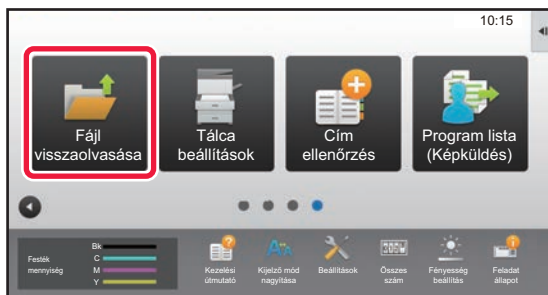 10:15
Fájl
visszaolvasása
Tálca
beállítások
Cím
ellenőrzés
Program lista
(Képküldés)
Festék
mennyiség
Bk
C
M
Y
Kezelési
útmutató
Kijelző mód
nagyítása
Beállítások
Összes
szám
Fényesség
beállítás
Feladat
állapot